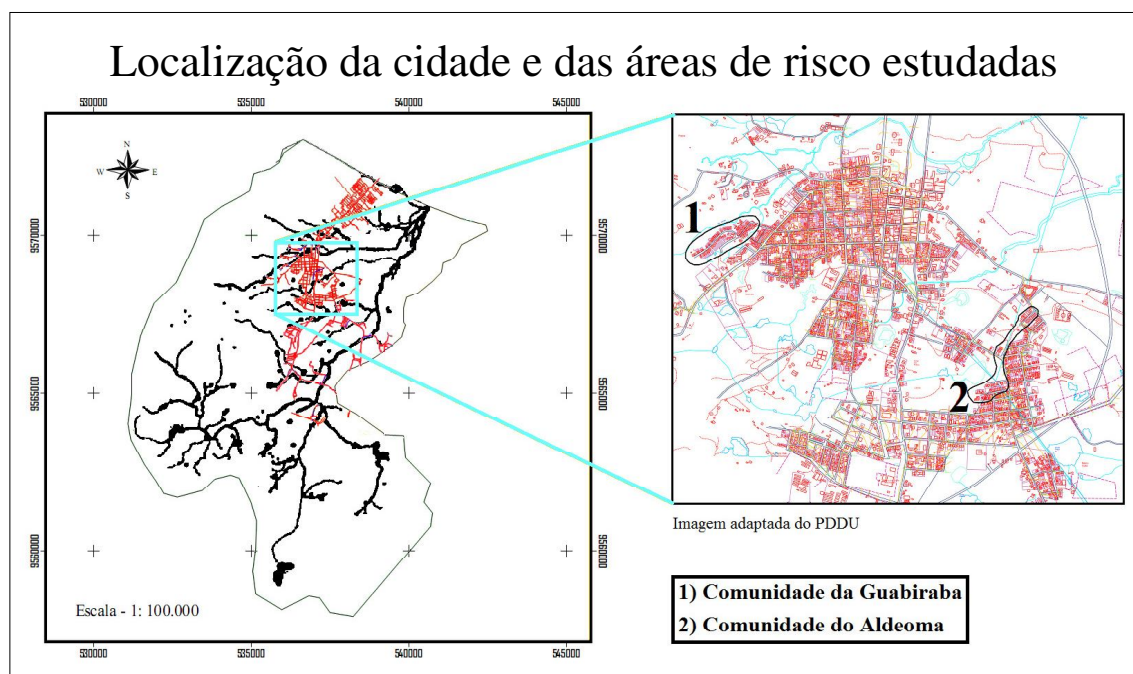 Localização da cidade e das áreas de risco estudadas
530000 535000 540000 545000
N
W E
S
9570000 9570000
9565000 9565000
9560000 9560000
Escala - 1: 100.000
530000 535000 540000 545000
1
2
Imagem adaptada do PDDU
1) Comunidade da Guabiraba
2) Comunidade do Aldeoma